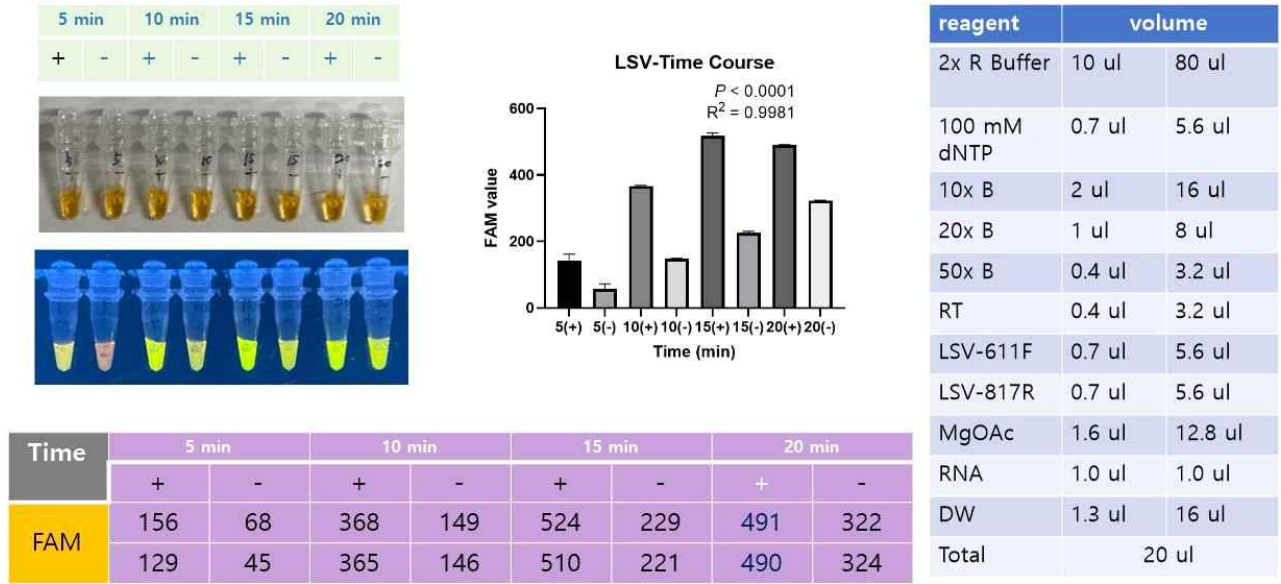 5 min 10 min 15 min 20 min
+ - + - + - + -
LSV-Time Course
P < 0.0001
R² = 0.9981
FAM value
600
400
200
0
5(+) 5(-) 10(+) 10(-) 15(+) 15(-) 20(+) 20(-)
Time (min)
Time 5 min 10 min 15 min 20 min
+ - + - + - + -
FAM
156 68 368 149 524 229 491 322
129 45 365 146 510 221 490 324
reagent volume
2x R Buffer 10 ul 80 ul
100 mM
dNTP 0.7 ul 5.6 ul
10x B 2 ul 16 ul
20x B 1 ul 8 ul
50x B 0.4 ul 3.2 ul
RT 0.4 ul 3.2 ul
LSV-611F 0.7 ul 5.6 ul
LSV-817R 0.7 ul 5.6 ul
MgOAc 1.6 ul 12.8 ul
RNA 1.0 ul 1.0 ul
DW 1.3 ul 16 ul
Total 20 ul